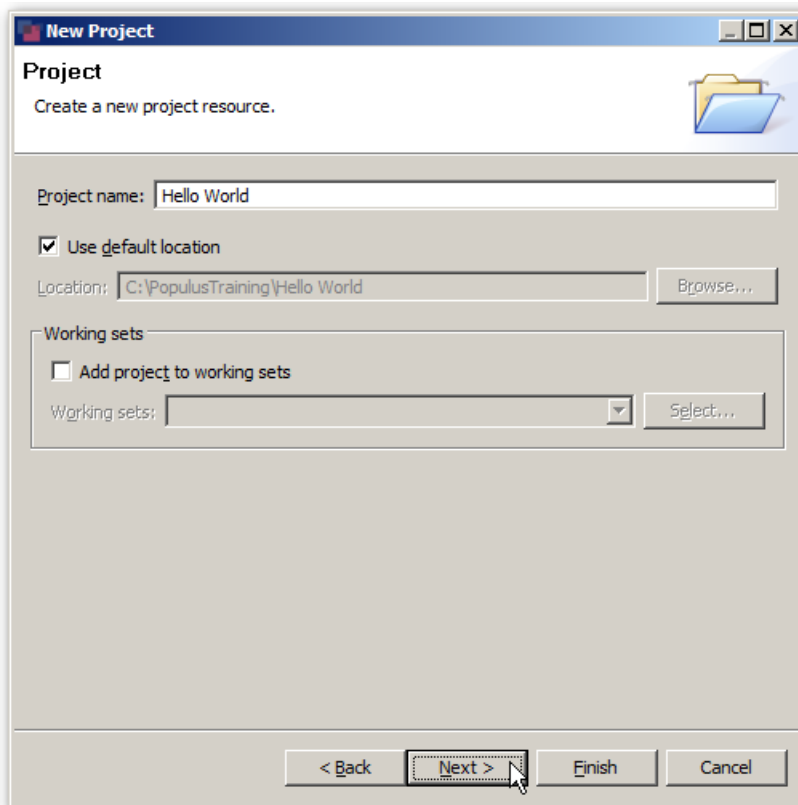 New Project
Project
Create a new project resource.
Project name: Hello World
Use default location
Location: C:\PopulusTraining\Hello World Browse...
Working sets
Add project to working sets
Working sets: Select...
< Back Next > Finish Cancel